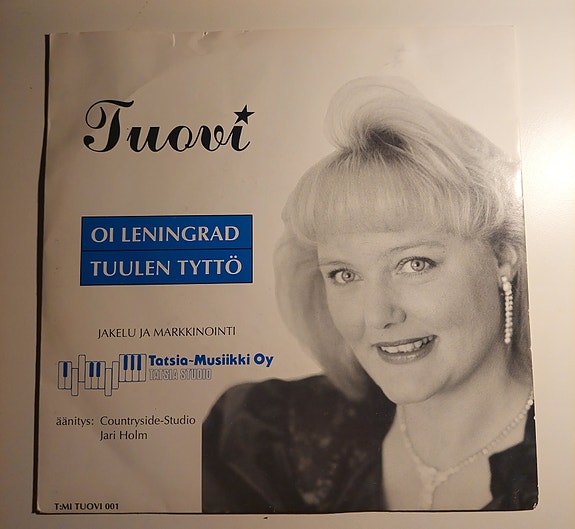 Tuovi
OI LENINGRAD
TUULEN TYTTÖ
JAKELU JA MARKKINOINTI
Tatsia-Musiikki Oy
TATSIA STUDIO
äänitys: Countryside-Studio
Jari Holm
T:MI TUOVI 001